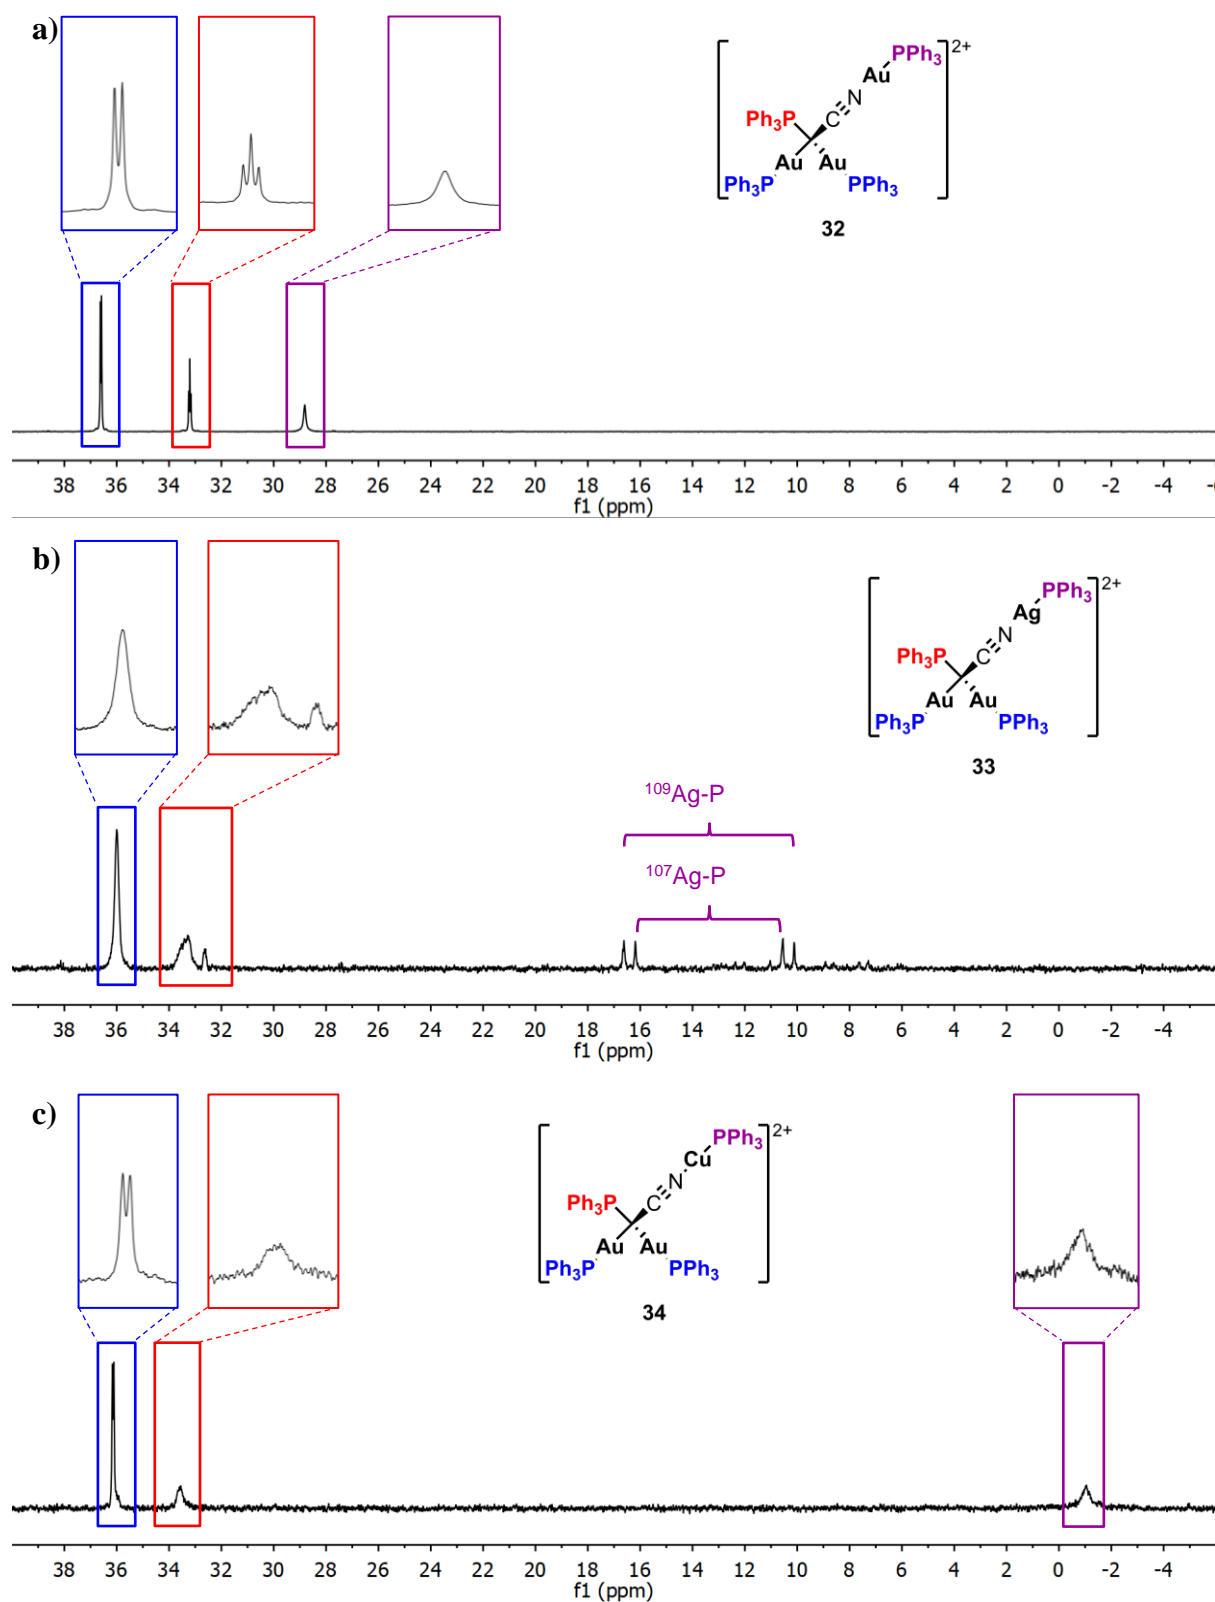 a)
PPh3
2+
Au
N
C
Ph3P
Au Au
Ph3P PPh3
32
38 36 34 32 30 28 26 24 22 20 18 16 14 12 10 8 6 4 2 0 -2 -4
f1 (ppm)
b)
PPh3
2+
Ag
N
C
Ph3P
Au Au
Ph3P PPh3
33
109Ag-P
107Ag-P
38 36 34 32 30 28 26 24 22 20 18 16 14 12 10 8 6 4 2 0 -2 -4
f1 (ppm)
c)
PPh3
2+
Cu
N
C
Ph3P
Au Au
Ph3P PPh3
34
38 36 34 32 30 28 26 24 22 20 18 16 14 12 10 8 6 4 2 0 -2 -4
f1 (ppm)